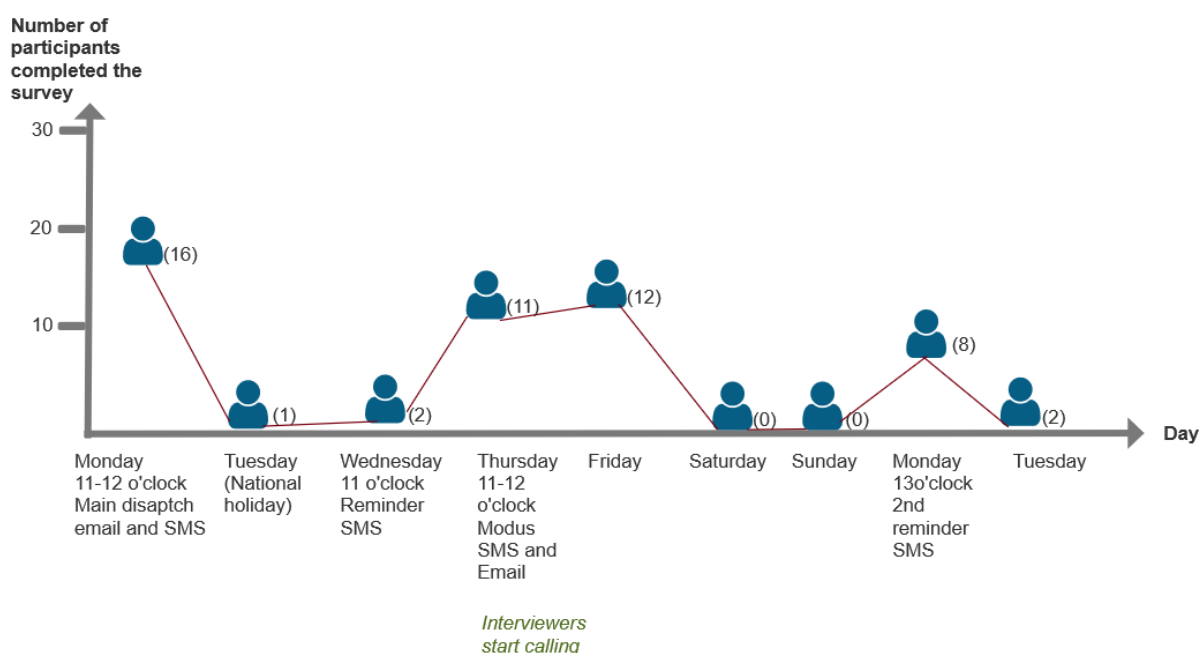 Number of
participants
completed the
survey
30
20
10
(16)
(1)
(2)
(11)
(12)
(0)
(0)
(8)
(2)
Day
Monday
11-12 o'clock
Main disaptch
email and SMS
Tuesday
(National
holiday)
Wednesday
11 o'clock
Reminder
SMS
Thursday
11-12
o'clock
Modus
SMS and
Email
Interviewers
start calling
Friday
Saturday
Sunday
Monday
13o'clock
2nd
reminder
SMS
Tuesday